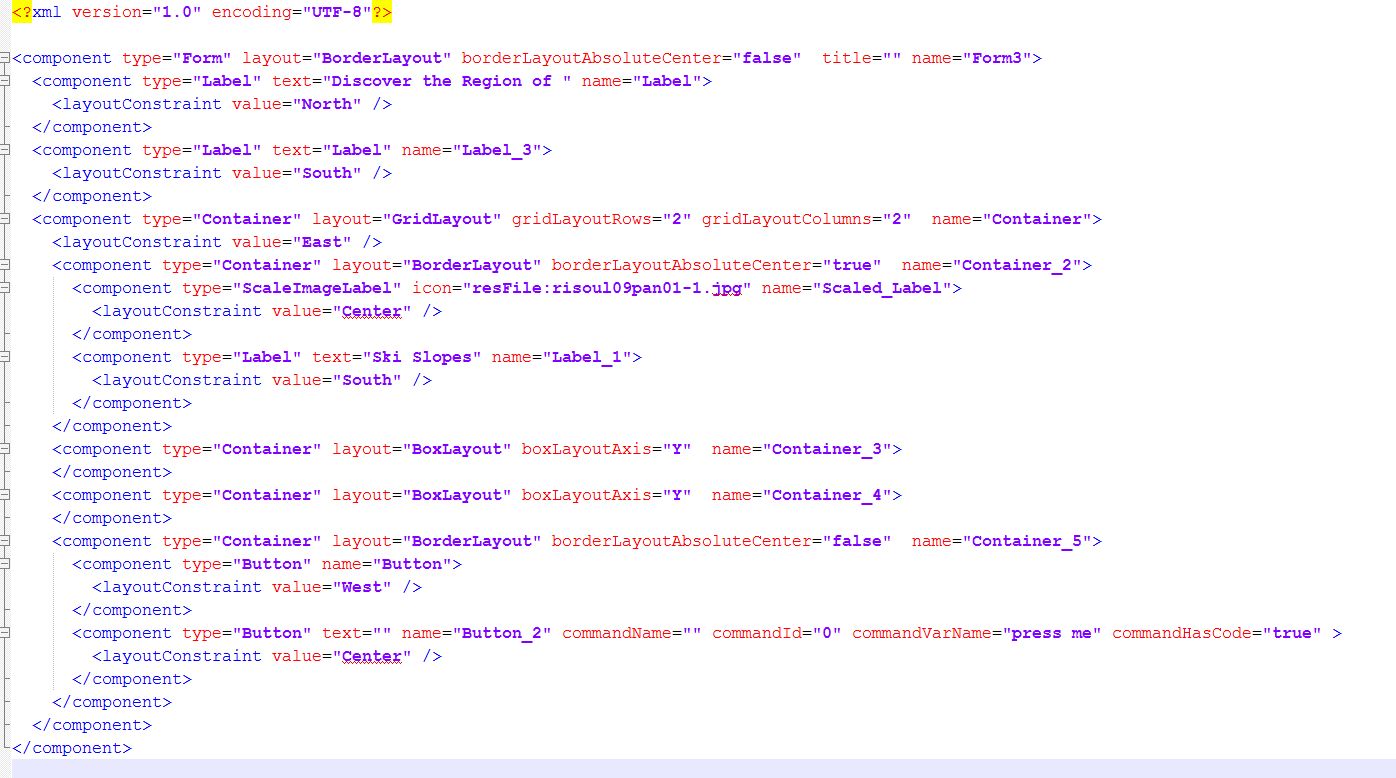 <?xml version="1.0" encoding="UTF-8"?>

<component type="Form" layout="BorderLayout" borderLayoutAbsoluteCenter="false"  title="" name="Form3">
  <component type="Label" text="Discover the Region of " name="Label">
    <layoutConstraint value="North" />
  </component>
  <component type="Label" text="Label" name="Label_3">
    <layoutConstraint value="South" />
  </component>
  <component type="Container" layout="GridLayout" gridLayoutRows="2" gridLayoutColumns="2"  name="Container">
    <layoutConstraint value="East" />
    <component type="Container" layout="BorderLayout" borderLayoutAbsoluteCenter="true"  name="Container_2">
      <component type="ScaleImageLabel" icon="resFile:risoul09pan01-1.jpg" name="Scaled_Label">
        <layoutConstraint value="Center" />
      </component>
      <component type="Label" text="Ski Slopes" name="Label_1">
        <layoutConstraint value="South" />
      </component>
    </component>
    <component type="Container" layout="BoxLayout" boxLayoutAxis="Y"  name="Container_3">
    </component>
    <component type="Container" layout="BoxLayout" boxLayoutAxis="Y"  name="Container_4">
    </component>
    <component type="Container" layout="BorderLayout" borderLayoutAbsoluteCenter="false"  name="Container_5">
      <component type="Button" name="Button">
        <layoutConstraint value="West" />
      </component>
      <component type="Button" text="" name="Button_2" commandName="" commandId="0" commandVarName="press me" commandHasCode="true" >
        <layoutConstraint value="Center" />
      </component>
    </component>
  </component>
</component>